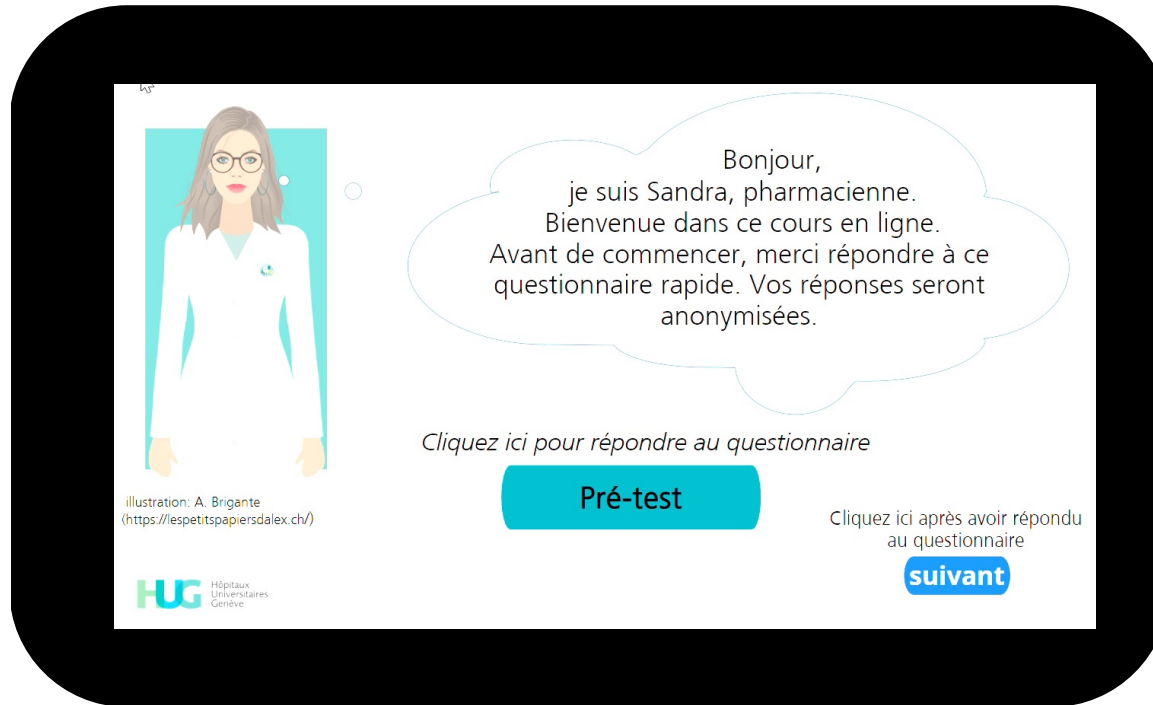 Bonjour,
je suis Sandra, pharmacienne.
Bienvenue dans ce cours en ligne.
Avant de commencer, merci répondre à ce
questionnaire rapide. Vos réponses seront
anonymisées.
Cliquez ici pour répondre au questionnaire
Pré-test
illustration: A. Brigante
(https://lespetitspapiersdalex.ch/)
Cliquez ici après avoir répondu
au questionnaire
suivant
HUG
Hôpitaux
Universitaires
Genève